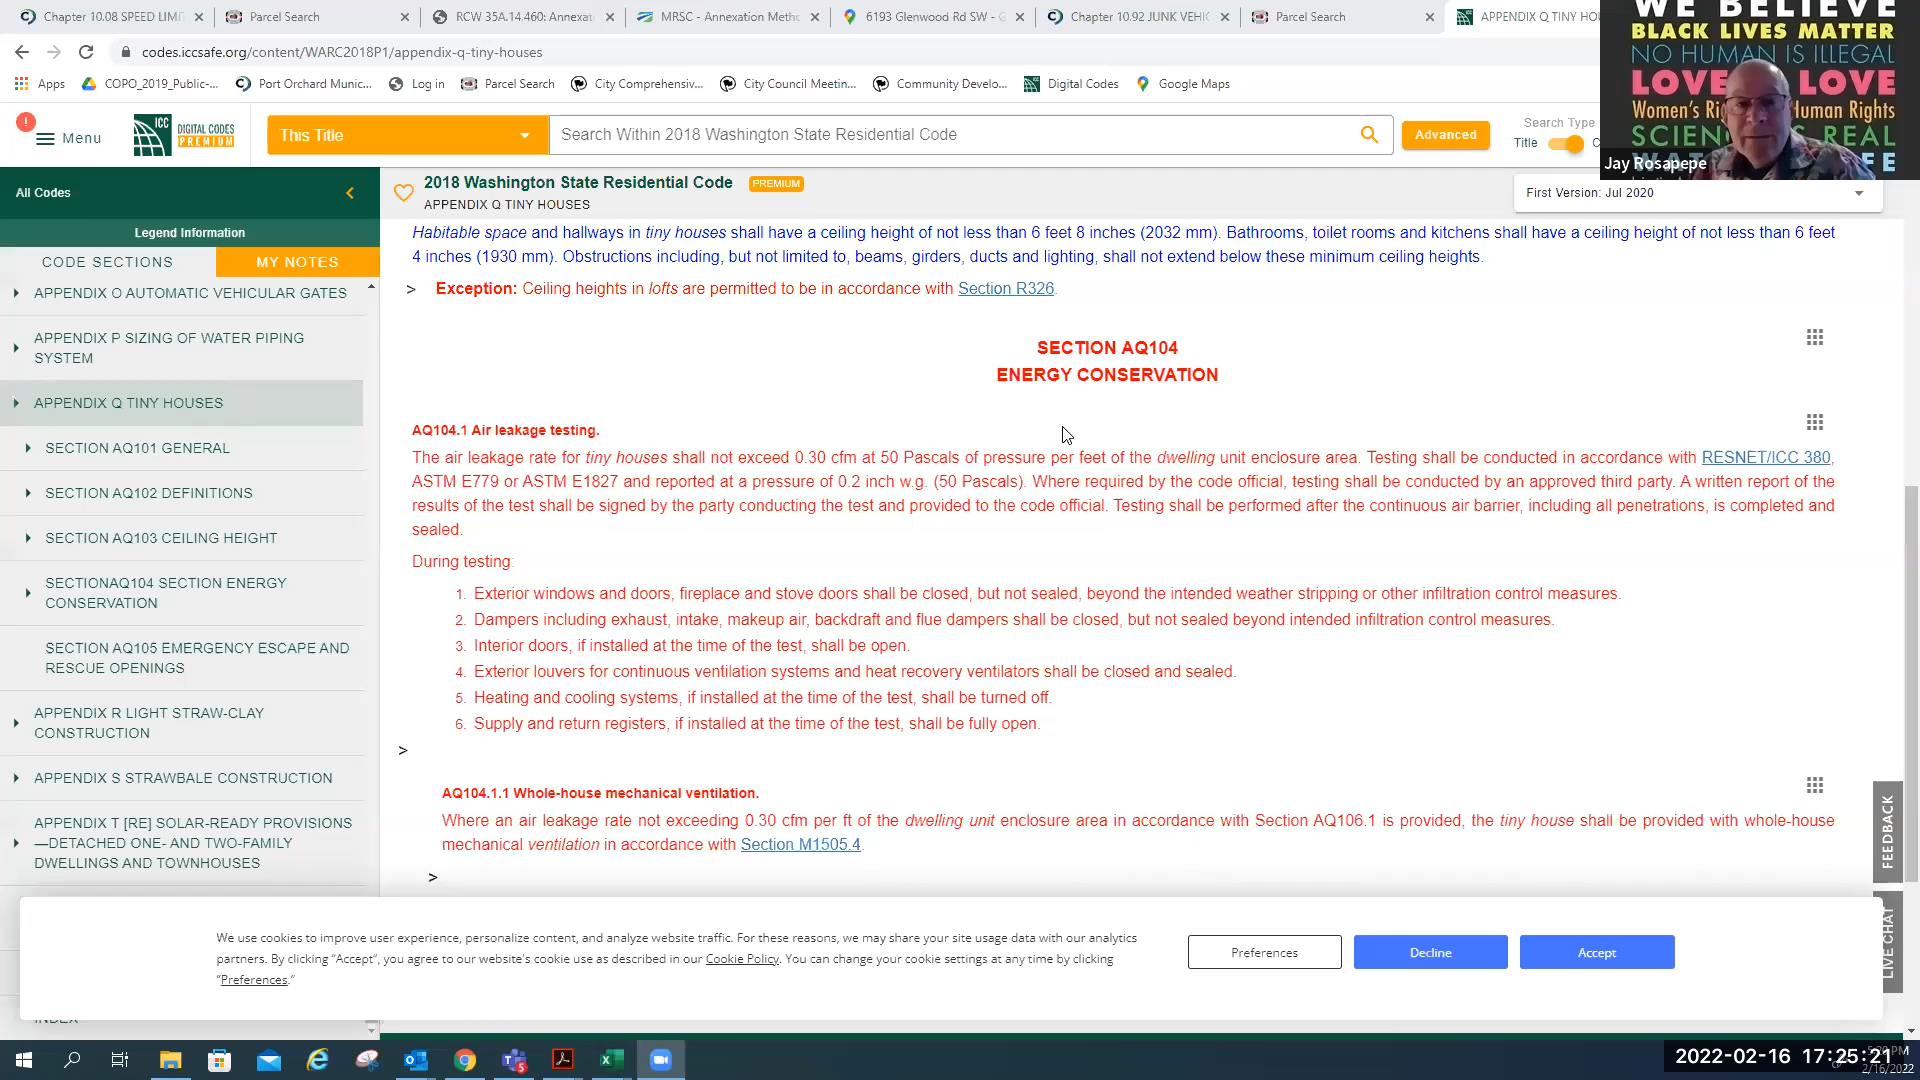 Chapter 10.08 SPEED LIMI
Parcel Search
RCW 35A.14.460: Annexat
MRSC - Annexation Metho
6193 Glenwood Rd SW - G
Chapter 10.92 JUNK VEHIC
Parcel Search
APPENDIX Q TINY HOU
codes.iccsafe.org/content/WARC2018P1/appendix-q-tiny-houses
Apps
COPO_2019_Public-...
Port Orchard Munic...
Log in
Parcel Search
City Comprehensiv...
City Council Meetin...
Community Develo...
Digital Codes
Google Maps
WE BELIEVE
BLACK LIVES MATTER
NO HUMAN IS ILLEGAL
LOVE LOVE
Women's Ri Human Rights
SCIEN S REAL
Jay Rosapepe
Menu
ICC
DIGITAL CODES
PREMIUM
This Title
Search Within 2018 Washington State Residential Code
Advanced
Search Type
Title
All Codes
Legend Information
CODE SECTIONS
MY NOTES
APPENDIX O AUTOMATIC VEHICULAR GATES
APPENDIX P SIZING OF WATER PIPING
SYSTEM
APPENDIX Q TINY HOUSES
SECTION AQ101 GENERAL
SECTION AQ102 DEFINITIONS
SECTION AQ103 CEILING HEIGHT
SECTIONAQ104 SECTION ENERGY
CONSERVATION
SECTION AQ105 EMERGENCY ESCAPE AND
RESCUE OPENINGS
APPENDIX R LIGHT STRAW-CLAY
CONSTRUCTION
APPENDIX S STRAWBALE CONSTRUCTION
APPENDIX T [RE] SOLAR-READY PROVISIONS
—DETACHED ONE- AND TWO-FAMILY
DWELLINGS AND TOWNHOUSES
INDEX
2018 Washington State Residential Code
PREMIUM
APPENDIX Q TINY HOUSES
First Version: Jul 2020
Habitable space and hallways in tiny houses shall have a ceiling height of not less than 6 feet 8 inches (2032 mm). Bathrooms, toilet rooms and kitchens shall have a ceiling height of not less than 6 feet
4 inches (1930 mm). Obstructions including, but not limited to, beams, girders, ducts and lighting, shall not extend below these minimum ceiling heights.
> Exception: Ceiling heights in lofts are permitted to be in accordance with Section R326.
SECTION AQ104
ENERGY CONSERVATION
AQ104.1 Air leakage testing.
The air leakage rate for tiny houses shall not exceed 0.30 cfm at 50 Pascals of pressure per feet of the dwelling unit enclosure area. Testing shall be conducted in accordance with RESNET/ICC 380,
ASTM E779 or ASTM E1827 and reported at a pressure of 0.2 inch w.g. (50 Pascals). Where required by the code official, testing shall be conducted by an approved third party. A written report of the
results of the test shall be signed by the party conducting the test and provided to the code official. Testing shall be performed after the continuous air barrier, including all penetrations, is completed and
sealed.
During testing:
1. Exterior windows and doors, fireplace and stove doors shall be closed, but not sealed, beyond the intended weather stripping or other infiltration control measures.
2. Dampers including exhaust, intake, makeup air, backdraft and flue dampers shall be closed, but not sealed beyond intended infiltration control measures.
3. Interior doors, if installed at the time of the test, shall be open.
4. Exterior louvers for continuous ventilation systems and heat recovery ventilators shall be closed and sealed.
5. Heating and cooling systems, if installed at the time of the test, shall be turned off.
6. Supply and return registers, if installed at the time of the test, shall be fully open.
>
AQ104.1.1 Whole-house mechanical ventilation.
Where an air leakage rate not exceeding 0.30 cfm per ft of the dwelling unit enclosure area in accordance with Section AQ106.1 is provided, the tiny house shall be provided with whole-house
mechanical ventilation in accordance with Section M1505.4.
>
FEEDBACK
LIVE CHAT
We use cookies to improve user experience, personalize content, and analyze website traffic. For these reasons, we may share your site usage data with our analytics
partners. By clicking “Accept“, you agree to our website's cookie use as described in our Cookie Policy. You can change your cookie settings at any time by clicking
“Preferences.”
Preferences
Decline
Accept
2022-02-16 17:25:21
2/16/2022